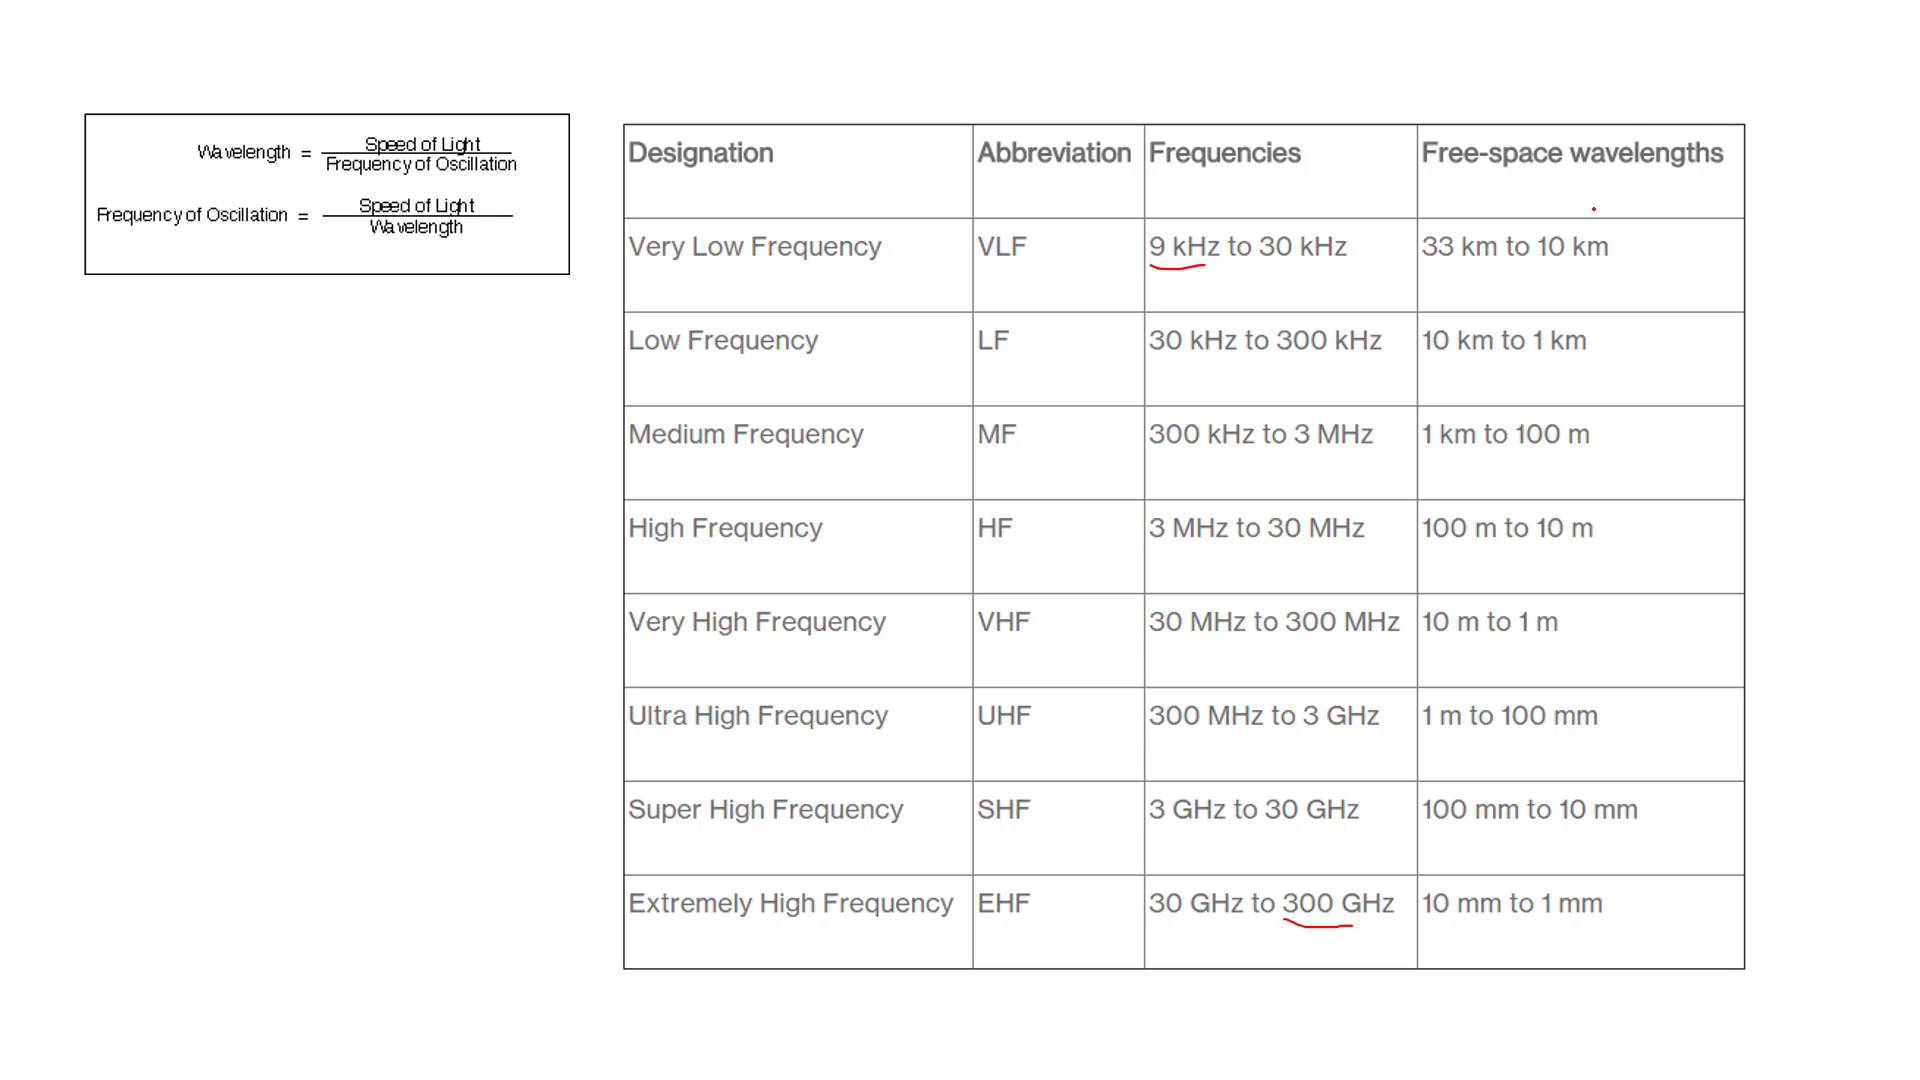 Wavelength = Speed of Light
Frequency of Oscillation
Frequency of Oscillation = Speed of Light
Wavelength
Designation Abbreviation Frequencies Free-space wavelengths
Very Low Frequency VLF 9 kHz to 30 kHz 33 km to 10 km
Low Frequency LF 30 kHz to 300 kHz 10 km to 1 km
Medium Frequency MF 300 kHz to 3 MHz 1 km to 100 m
High Frequency HF 3 MHz to 30 MHz 100 m to 10 m
Very High Frequency VHF 30 MHz to 300 MHz 10 m to 1 m
Ultra High Frequency UHF 300 MHz to 3 GHz 1 m to 100 mm
Super High Frequency SHF 3 GHz to 30 GHz 100 mm to 10 mm
Extremely High Frequency EHF 30 GHz to 300 GHz 10 mm to 1 mm